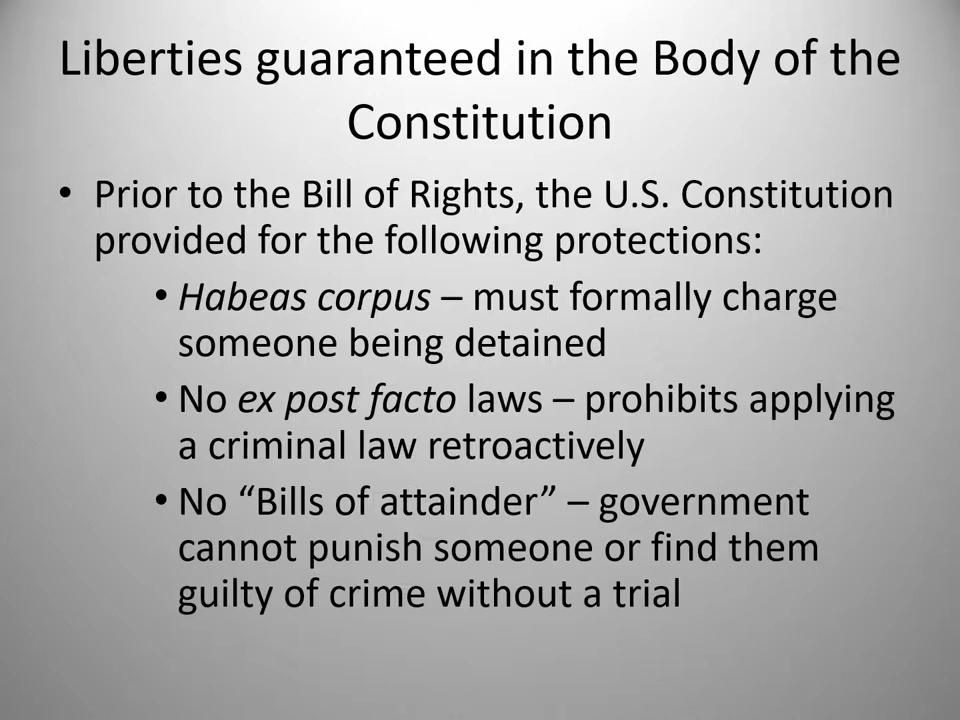 Liberties guaranteed in the Body of the
Constitution
• Prior to the Bill of Rights, the U.S. Constitution
provided for the following protections:
• Habeas corpus – must formally charge
someone being detained
• No ex post facto laws – prohibits applying
a criminal law retroactively
• No “Bills of attainder” – government
cannot punish someone or find them
guilty of crime without a trial